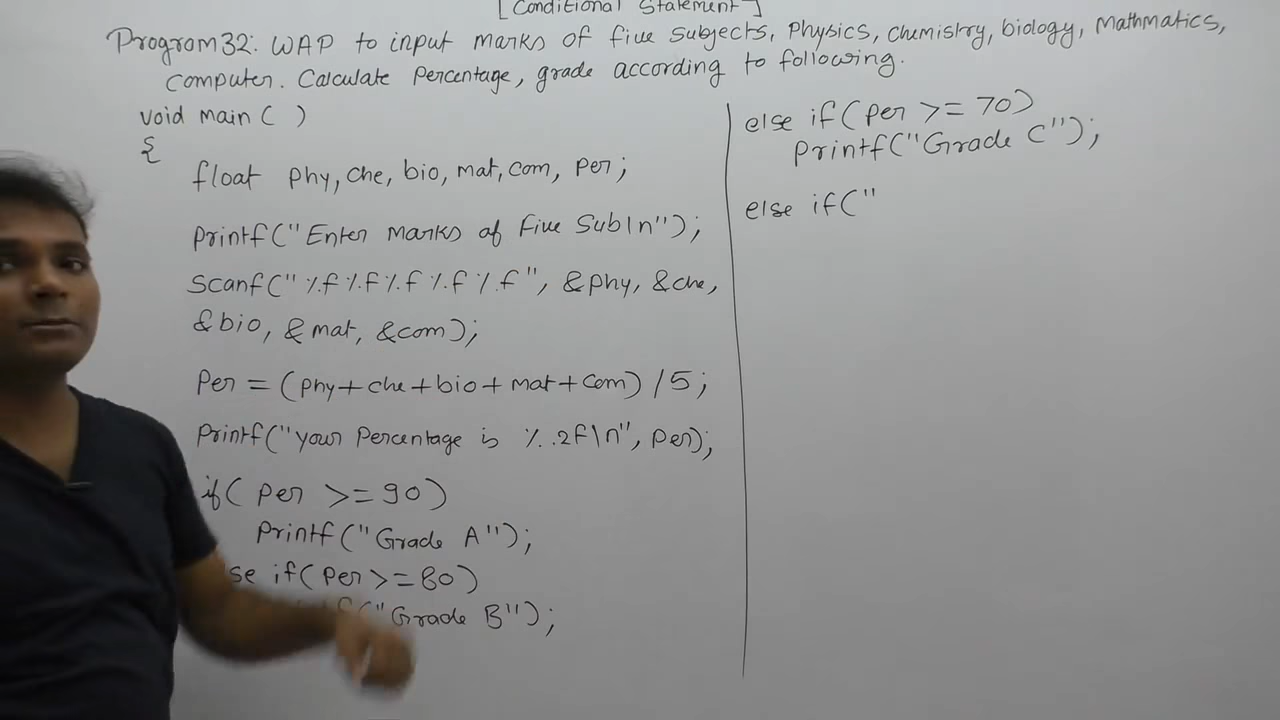 [Conditional Statement]
Program32: WAP to input marks of five subjects, Physics, Chemistry, biology, Mathmatics,
Computer. Calculate Percentage, grade according to following.
void main( )
{
float phy, che, bio, mat, com, per;
Printf("Enter Marks of Five Sub\n");
Scanf("%f%f%f%f%f", &phy, &che,
&bio, &mat, &com);
Per = (Phy+che+bio+mat+com) /5;
Printf("your Percentage is %.2f\n", Per);
if( per >=90)
Printf("Grade A");
se if(Per>=80)
f("Grade B");
else if(Per >= 70)
Printf("Grade C");
else if("